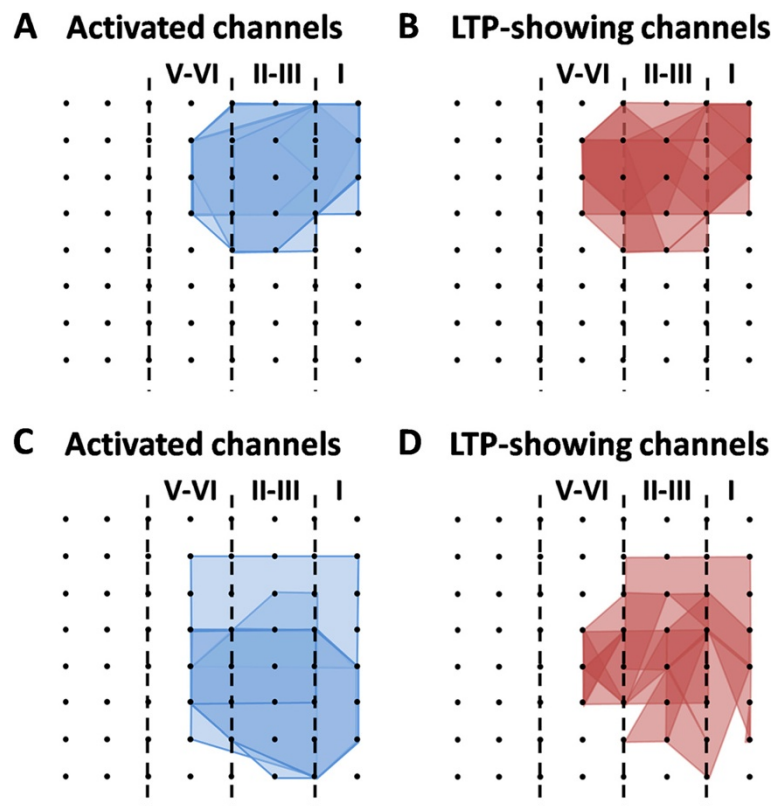 A Activated channels
B LTP-showing channels
V-VI II-III I
V-VI II-III I
C Activated channels
D LTP-showing channels
V-VI II-III I
V-VI II-III I